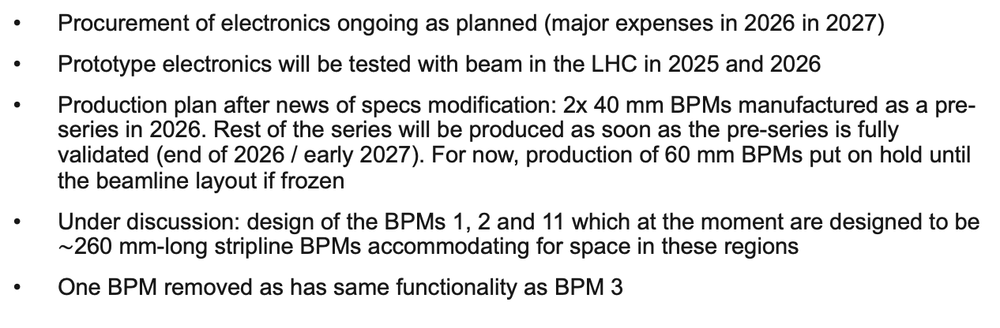 • Procurement of electronics ongoing as planned (major expenses in 2026 in 2027)
• Prototype electronics will be tested with beam in the LHC in 2025 and 2026
• Production plan after news of specs modification: 2x 40 mm BPMs manufactured as a pre-
series in 2026. Rest of the series will be produced as soon as the pre-series is fully
validated (end of 2026 / early 2027). For now, production of 60 mm BPMs put on hold until
the beamline layout if frozen
• Under discussion: design of the BPMs 1, 2 and 11 which at the moment are designed to be
~260 mm-long stripline BPMs accommodating for space in these regions
• One BPM removed as has same functionality as BPM 3